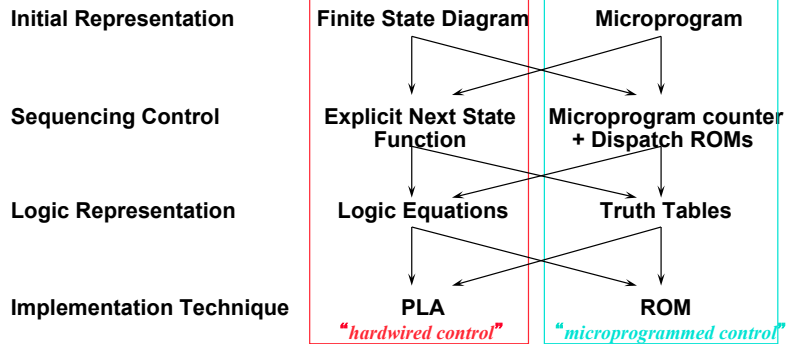 Initial Representation Finite State Diagram Microprogram
Sequencing Control Explicit Next State Microprogram counter
Function + Dispatch ROMs
Logic Representation Logic Equations Truth Tables
Implementation Technique PLA ROM
“hardwired control” “microprogrammed control”